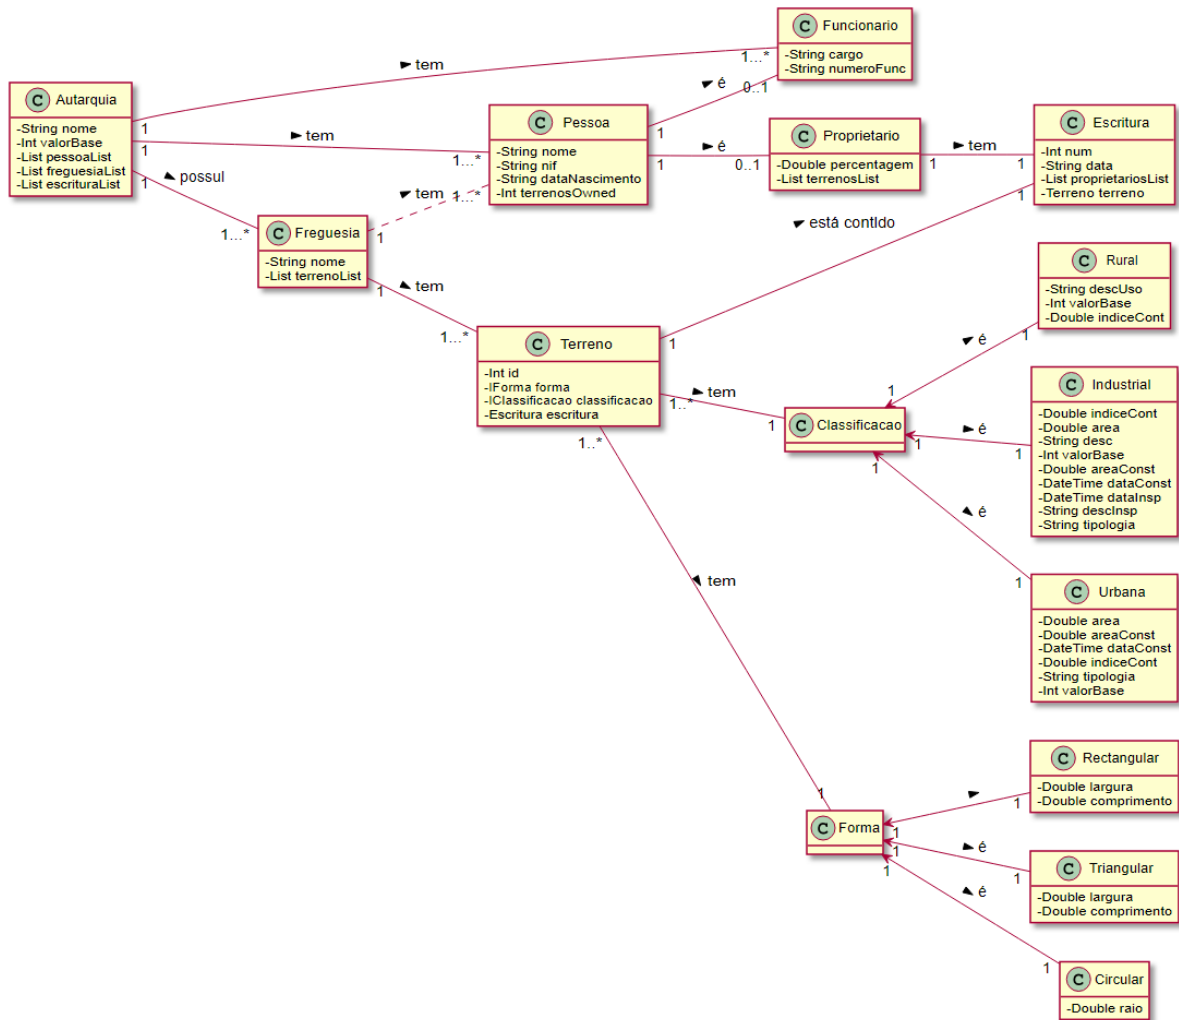 C Funcionario
-String cargo
-String numeroFunc
1...*
tem
é
0..1
C Autarquia
-String nome
-Int valorBase
-List pessoaList
-List freguesiaList
-List escrituraList
1
1
1
tem
1...*
possui
1...*
C Pessoa
-String nome
-String nif
-String dataNascimento
-Int terrenosOwned
1
1
é
0..1
C Proprietario
-Double percentagem
-List terrenosList
1
tem
1
C Escritura
-Int num
-String data
-List proprietariosList
-Terreno terreno
1
tem
1...*
C Freguesia
-String nome
-List terrenoList
1
1
tem
1...*
está contido
C Terreno
-Int id
-IForma forma
-IClassificacao classificacao
-Escritura escritura
1
1..*
1..*
tem
1
C Rural
-String descUso
-Int valorBase
-Double indiceCont
1
é
1
C Classificacao
1
é
1
C Industrial
-Double indiceCont
-Double area
-String desc
-Int valorBase
-Double areaConst
-DateTime dataConst
-DateTime dataInsp
-String descInsp
-String tipologia
1
é
1
C Urbana
-Double area
-Double areaConst
-DateTime dataConst
-Double indiceCont
-String tipologia
-Int valorBase
tem
1
C Forma
1
1
1
C Rectangular
-Double largura
-Double comprimento
1
é
1
C Triangular
-Double largura
-Double comprimento
é
1
C Circular
-Double raio